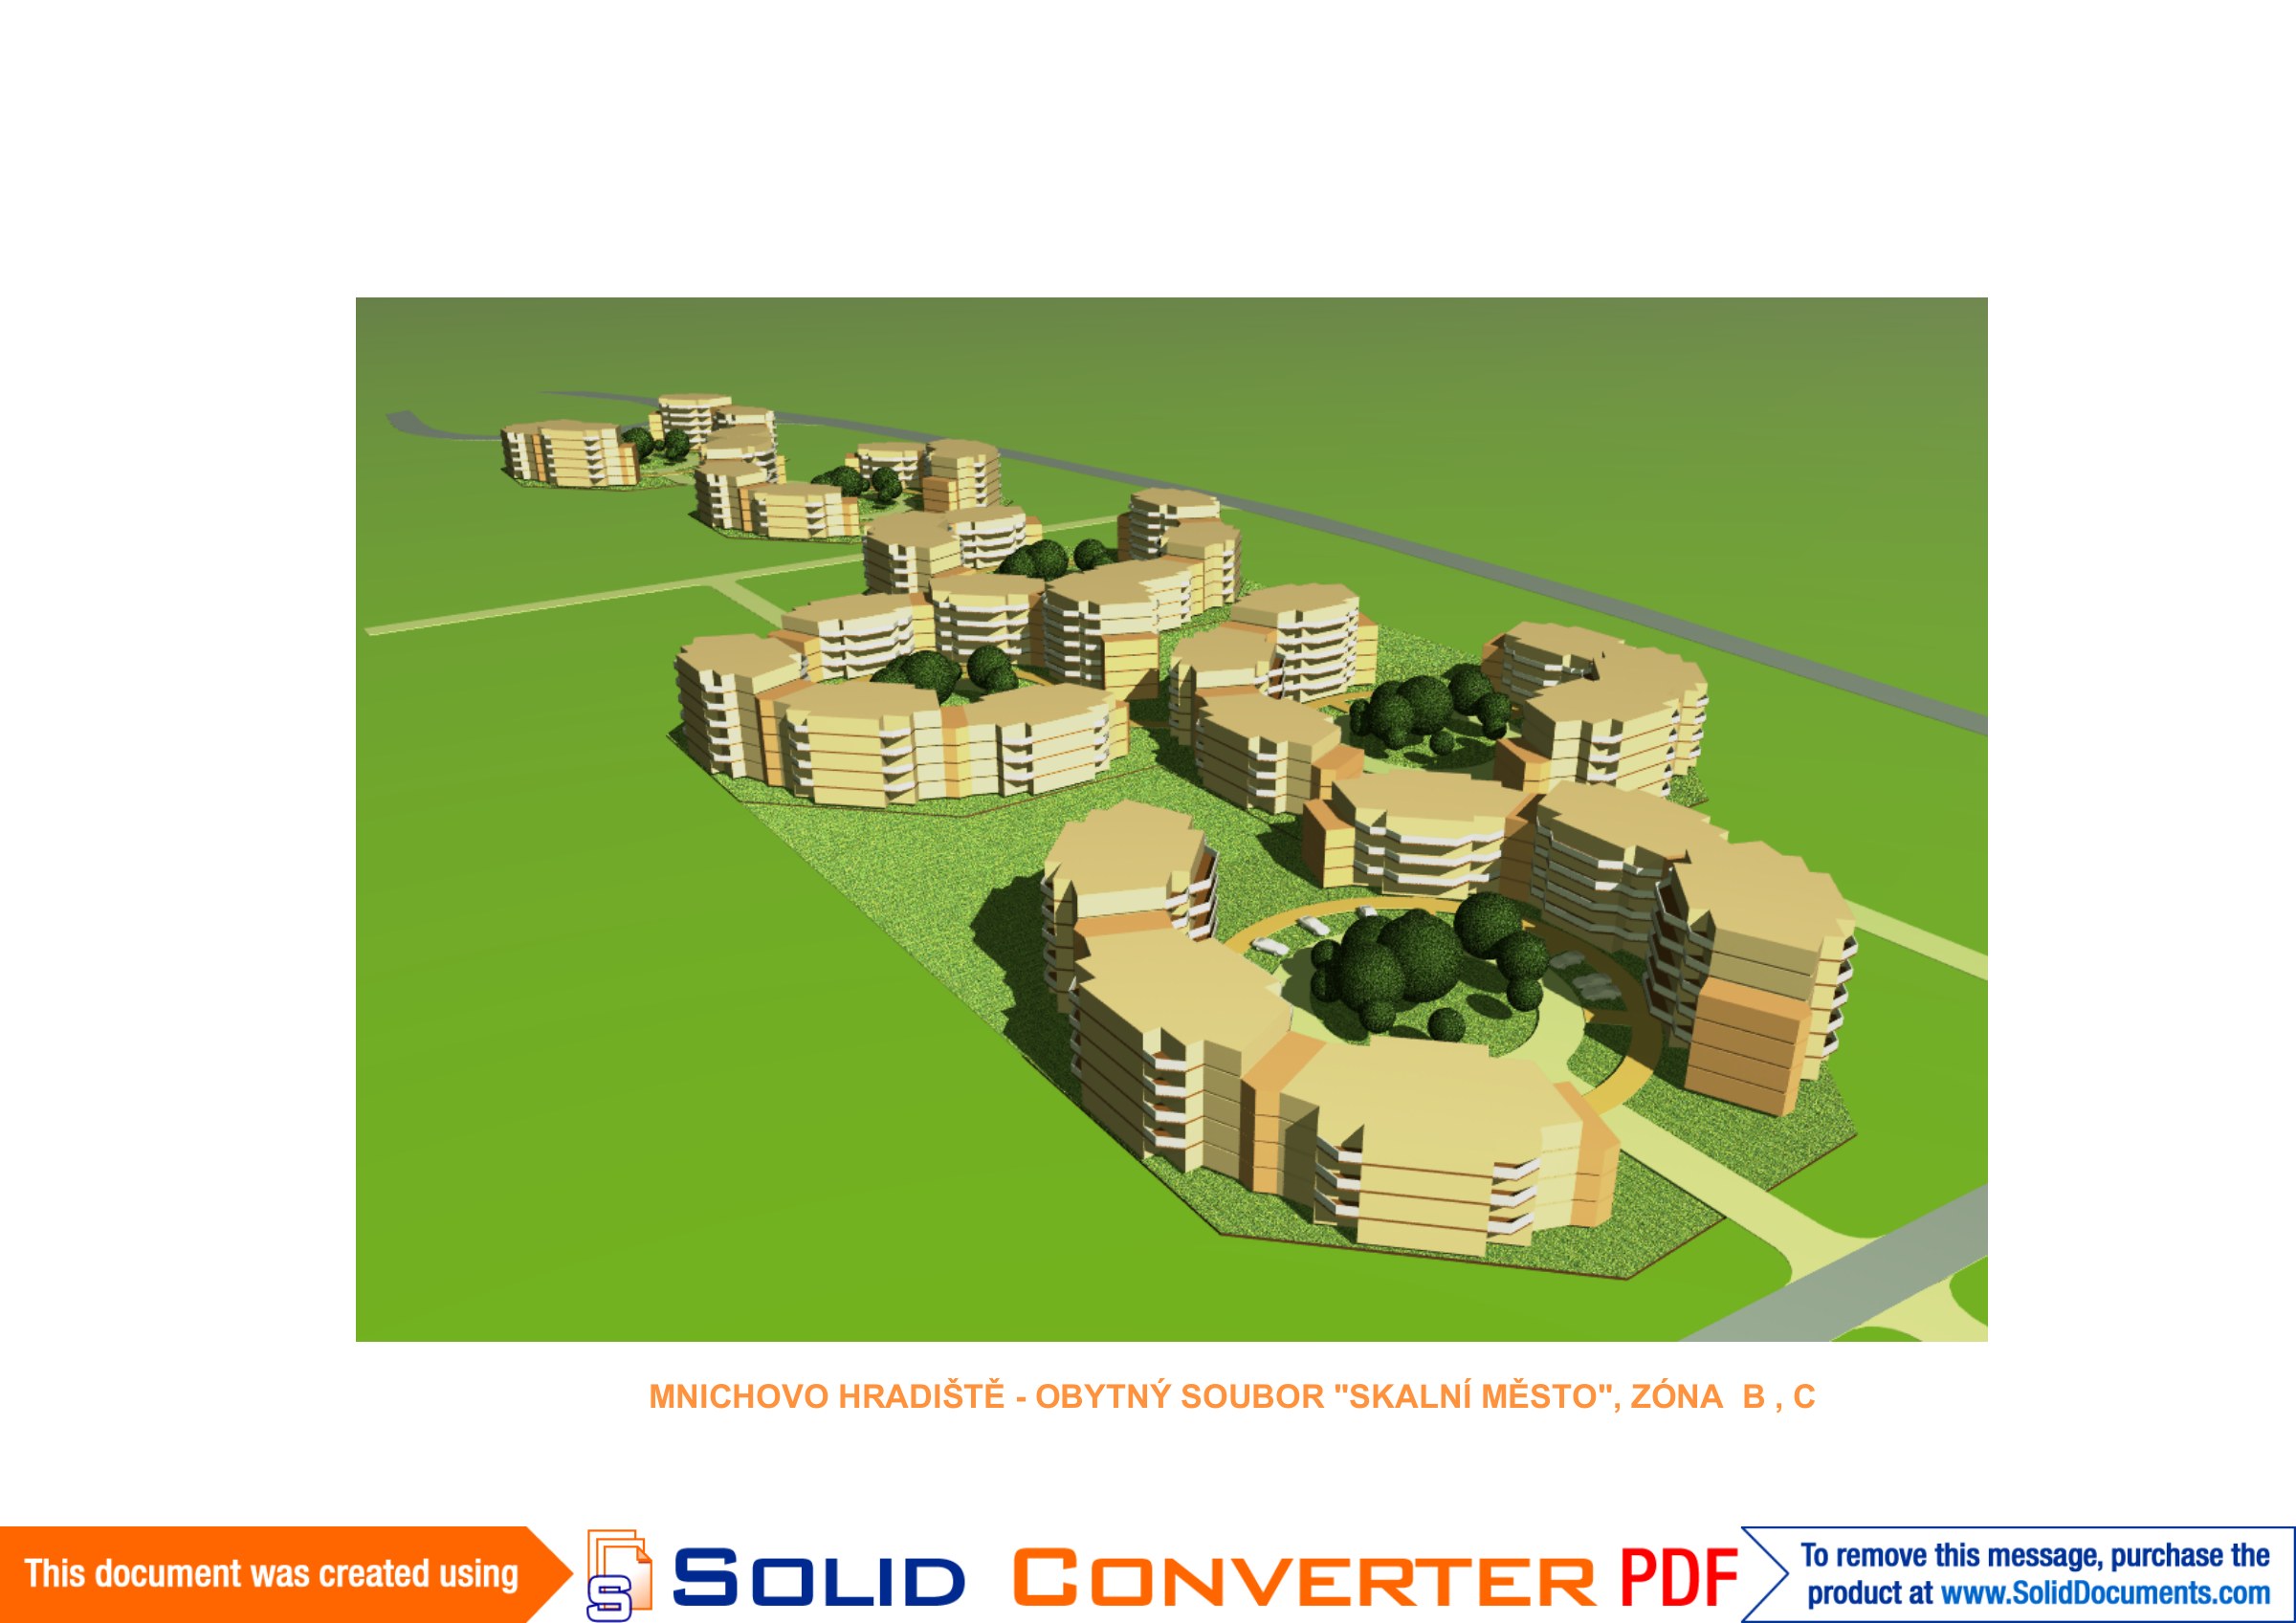 MNICHOVO HRADIŠTĚ - OBYTNÝ SOUBOR "SKALNÍ MĚSTO", ZÓNA  B , C
This document was created using
S
SOLID CONVERTER PDF
To remove this message, purchase the
product at www.SolidDocuments.com